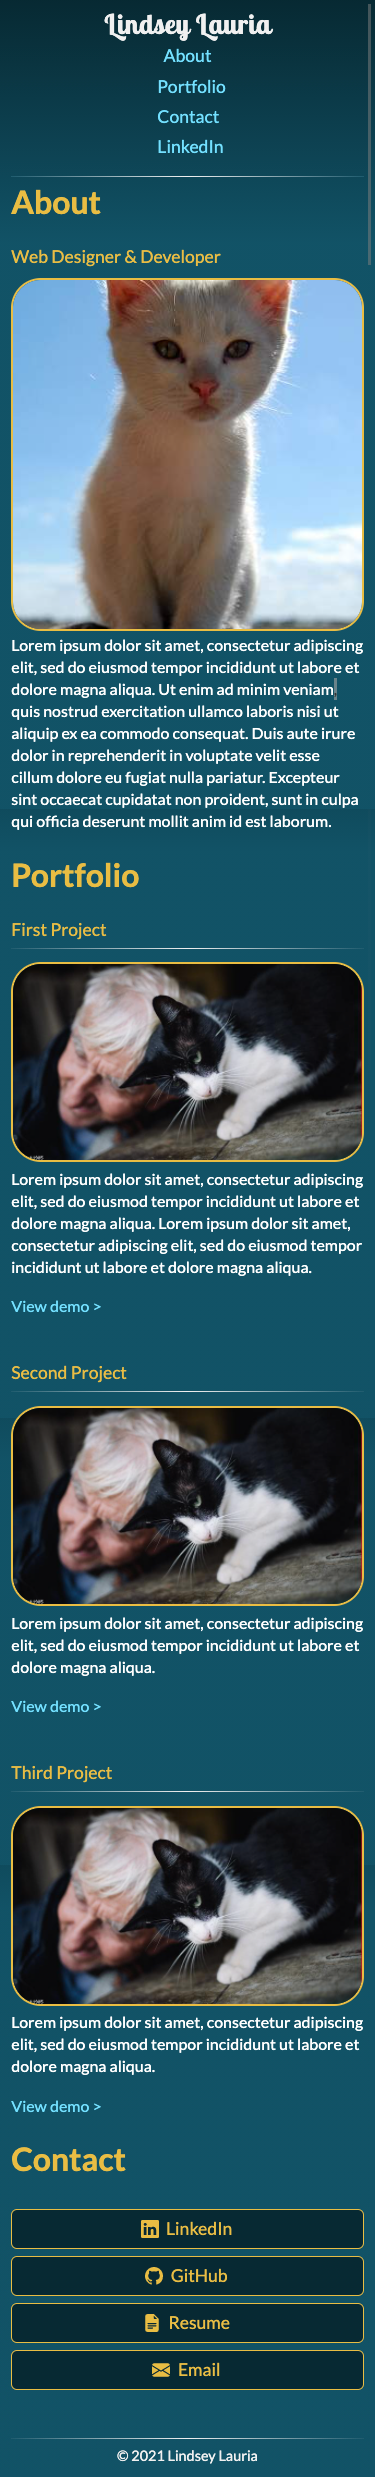 Lindsey Lauria
About
Portfolio
Contact
LinkedIn
About
Web Designer & Developer
Lorem ipsum dolor sit amet, consectetur adipiscing
elit, sed do eiusmod tempor incididunt ut labore et
dolore magna aliqua. Ut enim ad minim veniam
quis nostrud exercitation ullamco laboris nisi ut
aliquip ex ea commodo consequat. Duis aute irure
dolor in reprehenderit in voluptate velit esse
cillum dolore eu fugiat nulla pariatur. Excepteur
sint occaecat cupidatat non proident, sunt in culpa
qui officia deserunt mollit anim id est laborum.
Portfolio
First Project
Lorem ipsum dolor sit amet, consectetur adipiscing
elit, sed do eiusmod tempor incididunt ut labore et
dolore magna aliqua. Lorem ipsum dolor sit amet,
consectetur adipiscing elit, sed do eiusmod tempor
incididunt ut labore et dolore magna aliqua.
View demo >
Second Project
Lorem ipsum dolor sit amet, consectetur adipiscing
elit, sed do eiusmod tempor incididunt ut labore et
dolore magna aliqua.
View demo >
Third Project
Lorem ipsum dolor sit amet, consectetur adipiscing
elit, sed do eiusmod tempor incididunt ut labore et
dolore magna aliqua.
View demo >
Contact
LinkedIn
GitHub
Resume
Email
© 2021 Lindsey Lauria